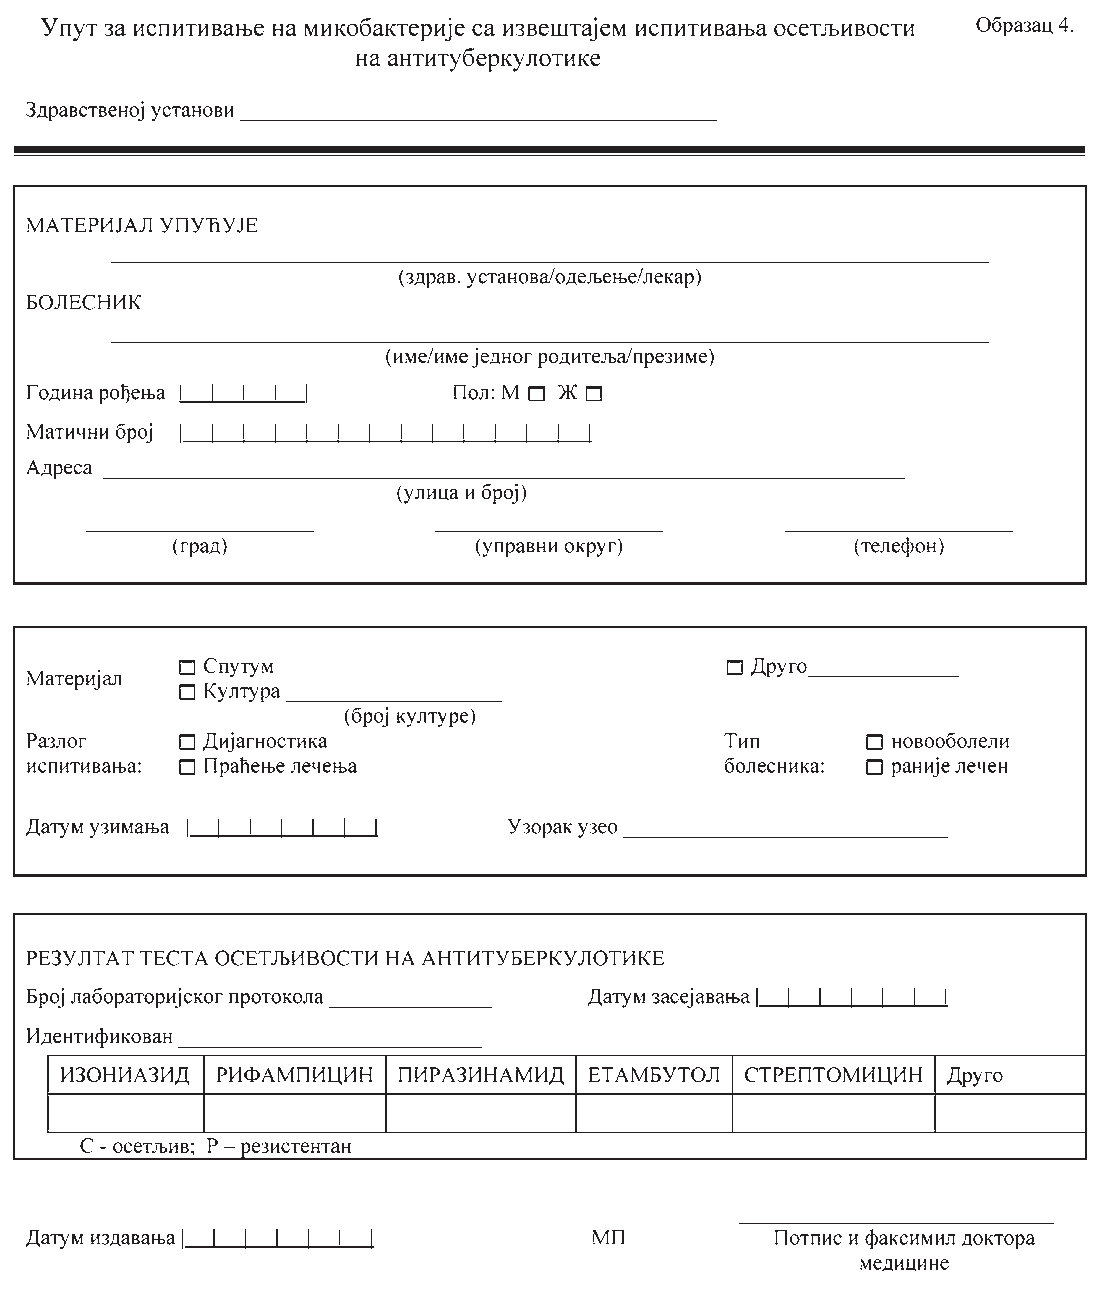 Упут за испитивање на микобактерије са извештајем испитивања осетљивости
на антитуберкулотике
Образац 4.
Здравственој установи
МАТЕРИЈАЛ УПУЋУЈЕ
(здрав. установа/одељење/лекар)
БОЛЕСНИК
(име/име једног родитеља/презиме)
Година рођења Пол: М Ж
Матични број
Адреса
(улица и број)
(град) (управни округ) (телефон)
Материјал
Спутум
Култура
(број културе)
Друго
Разлог
испитивања:
Дијагностика
Праћење лечења
Тип
болесника:
новооболели
раније лечен
Датум узимања Узорак узео
РЕЗУЛТАТ ТЕСТА ОСЕТЉИВОСТИ НА АНТИТУБЕРКУЛОТИКЕ
Број лабораторијског протокола Датум засејавања
Идентификован
ИЗОНИАЗИД РИФАМПИЦИН ПИРАЗИНАМИД ЕТАМБУТОЛ СТРЕПТОМИЦИН Друго
С - осетљив; Р – резистентан
Датум издавања МП
Потпис и факсимил доктора
медицине